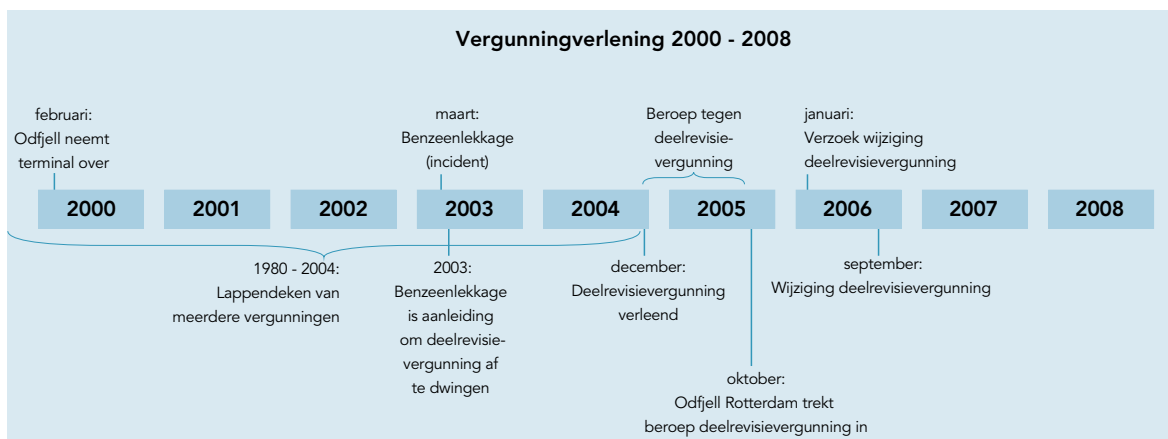 Vergunningverlening 2000 - 2008
februari:
Odfjell neemt
terminal over
maart:
Benzeenlekkage
(incident)
Beroep tegen
deelrevisie-
vergunning
januari:
Verzoek wijziging
deelrevisievergunning
2000
2001
2002
2003
2004
2005
2006
2007
2008
1980 - 2004:
Lappendeken van
meerdere vergunningen
2003:
Benzeenlekkage
is aanleiding
om deelrevisie-
vergunning af
te dwingen
december:
Deelrevisievergunning
verleend
oktober:
Odfjell Rotterdam trekt
beroep deelrevisievergunning in
september:
Wijziging deelrevisievergunning